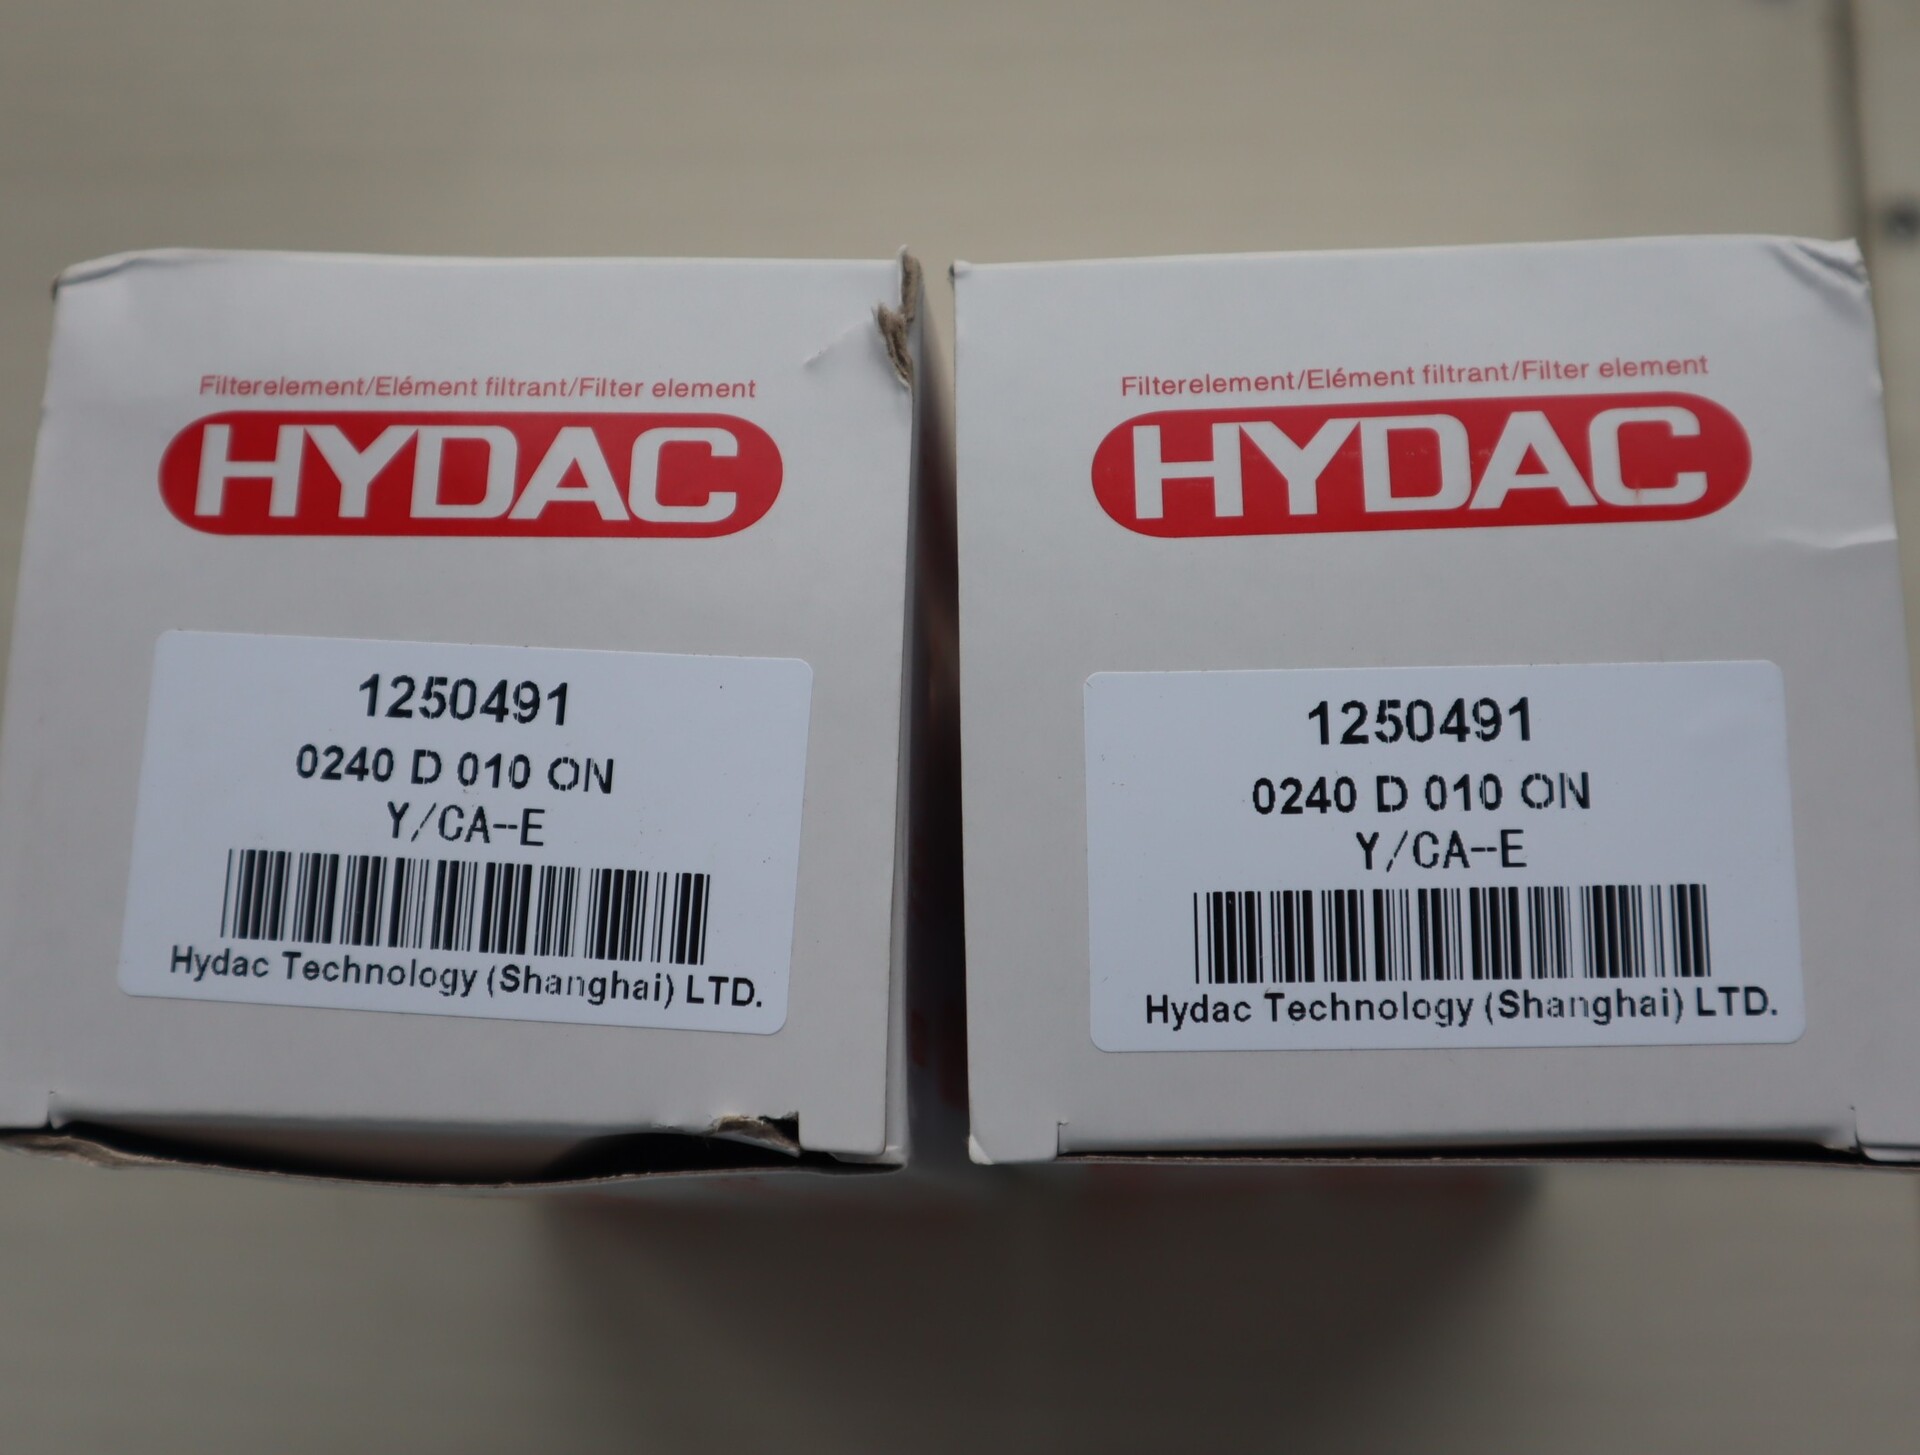 Filterelement/Elément filtrant/Filter element
HYDAC
1250491
0240 D 010 ON
Y/CA--E
Hydac Technology (Shanghai) LTD.
Filterelement/Elément filtrant/Filter element
HYDAC
1250491
0240 D 010 ON
Y/CA--E
Hydac Technology (Shanghai) LTD.